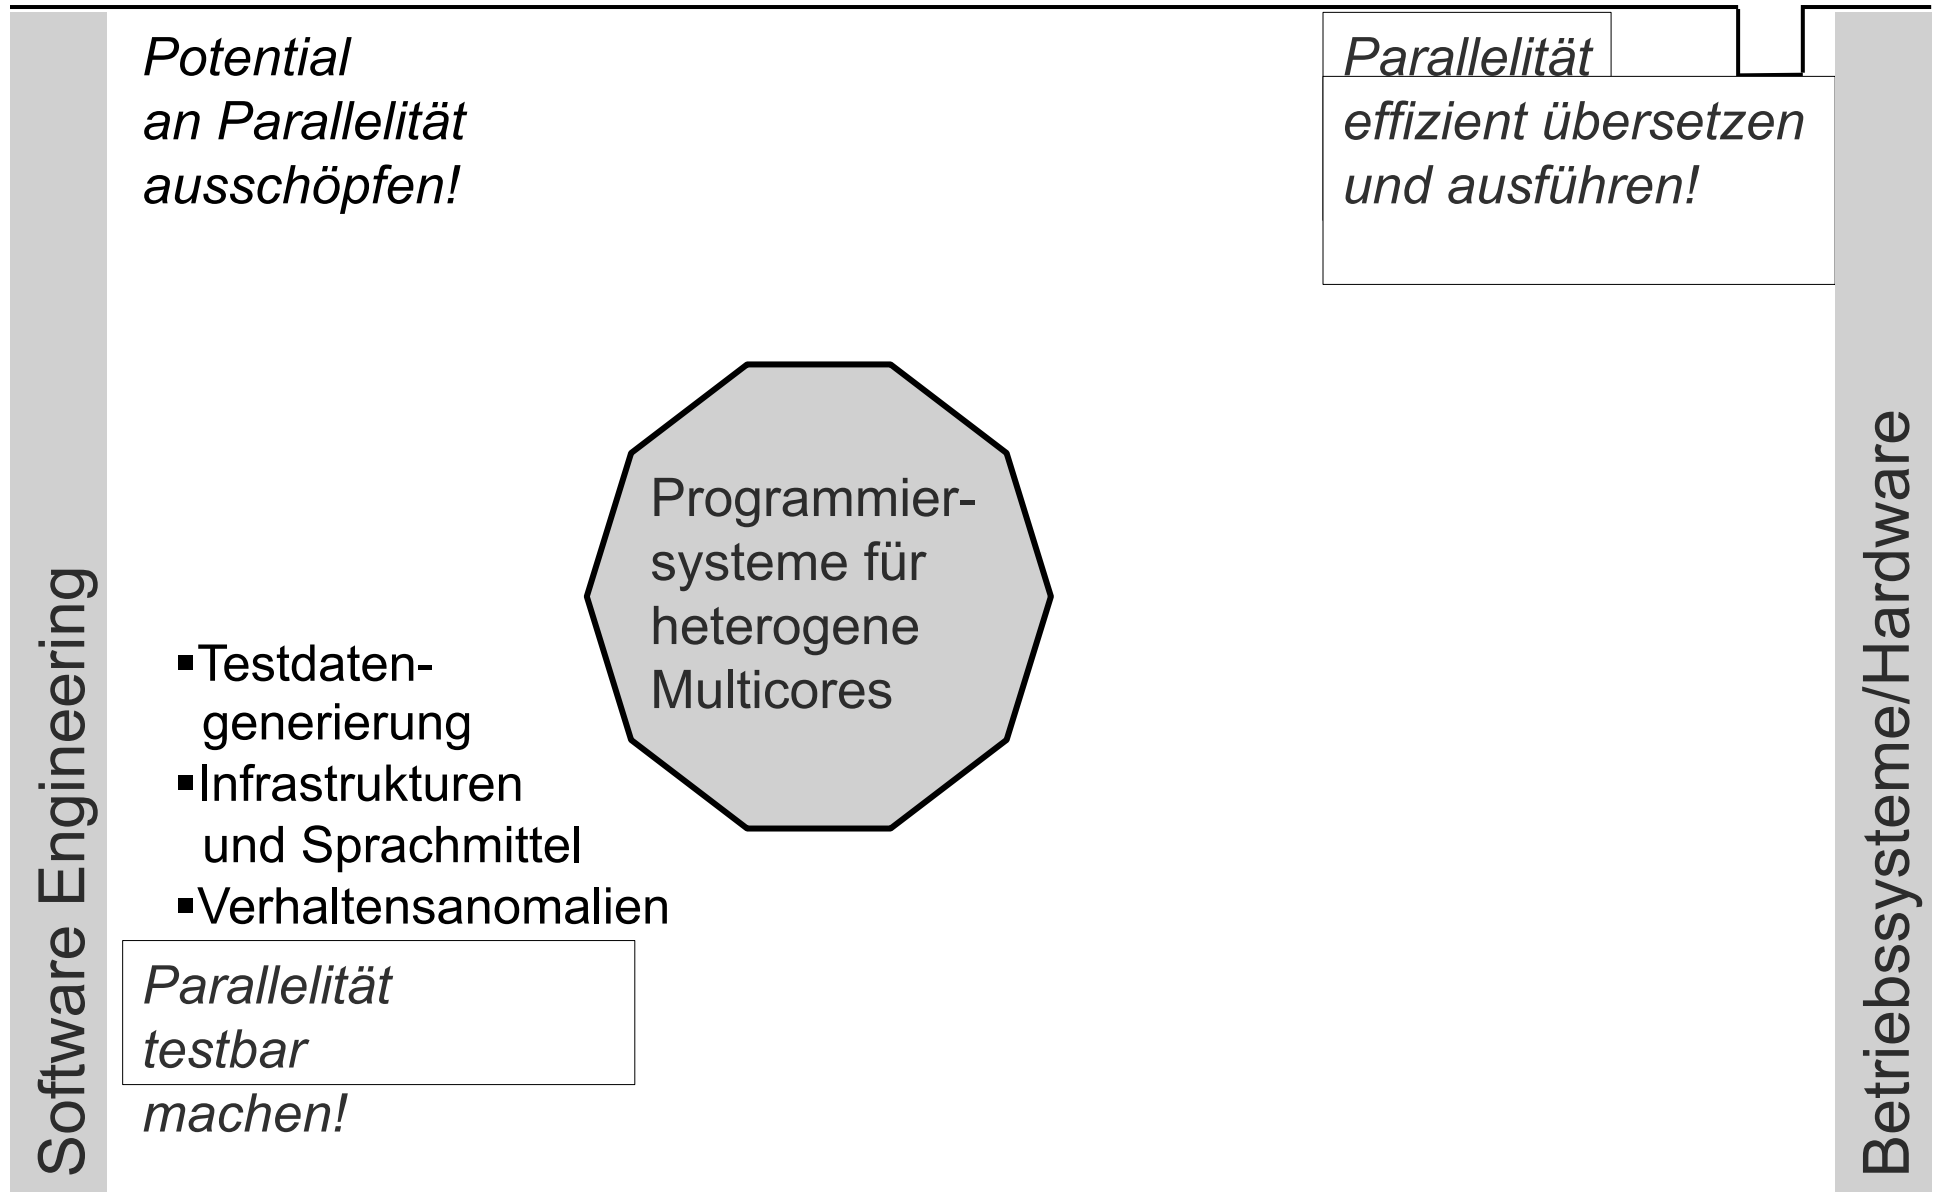 Software Engineering
Potential
an Parallelität
ausschöpfen!
Parallelität
effizient übersetzen
und ausführen!
Programmier-
systeme für
heterogene
Multicores
▪Testdaten-
generierung
▪Infrastrukturen
und Sprachmittel
▪Verhaltensanomalien
Parallelität
testbar
machen!
Betriebssysteme/Hardware